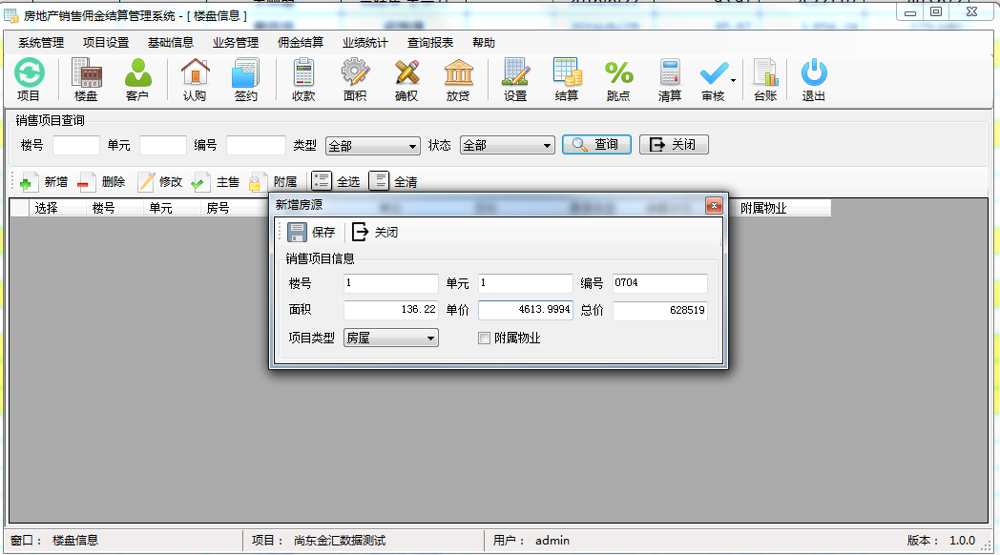 房地产销售佣金结算管理系统 - [ 楼盘信息 ]
系统管理 项目设置 基础信息 业务管理 佣金结算 业绩统计 查询报表 帮助
项目 楼盘 客户 认购 签约 收款 面积 确权 放贷 设置 结算 跳点 清算 审核 台账 退出
销售项目查询
楼号 单元 编号 类型 全部 状态 全部 查询 关闭
新增 删除 修改 主售 附属 全选 全清
选择 楼号 单元 房号 附属物业
新增房源
保存 关闭
销售项目信息
楼号 1 单元 1 编号 0704
面积 136.22 单价 4613.9994 总价 628519
项目类型 房屋 附属物业
窗口： 楼盘信息 项目： 尚东金汇数据测试 用户： admin 版本： 1.0.0